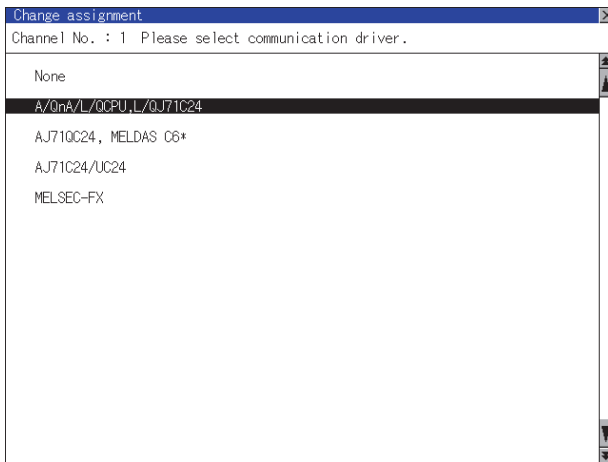 Change assignment
Channel No. : 1 Please select communication driver.
None
A/QnA/L/QCPU,L/QJ71C24
AJ71QC24, MELDAS C6*
AJ71C24/UC24
MELSEC-FX